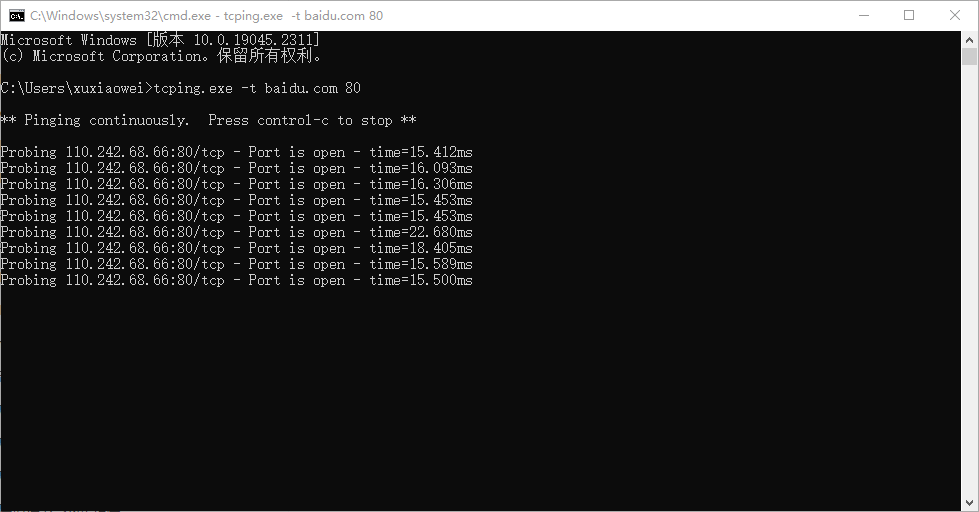 C:\Windows\system32\cmd.exe - tcping.exe  -t baidu.com 80
Microsoft Windows [版本 10.0.19045.2311]
(c) Microsoft Corporation。保留所有权利。
C:\Users\xuxiaowei>tcping.exe -t baidu.com 80
** Pinging continuously.  Press control-c to stop **
Probing 110.242.68.66:80/tcp - Port is open - time=15.412ms
Probing 110.242.68.66:80/tcp - Port is open - time=16.093ms
Probing 110.242.68.66:80/tcp - Port is open - time=16.306ms
Probing 110.242.68.66:80/tcp - Port is open - time=15.453ms
Probing 110.242.68.66:80/tcp - Port is open - time=15.453ms
Probing 110.242.68.66:80/tcp - Port is open - time=22.680ms
Probing 110.242.68.66:80/tcp - Port is open - time=18.405ms
Probing 110.242.68.66:80/tcp - Port is open - time=15.589ms
Probing 110.242.68.66:80/tcp - Port is open - time=15.500ms